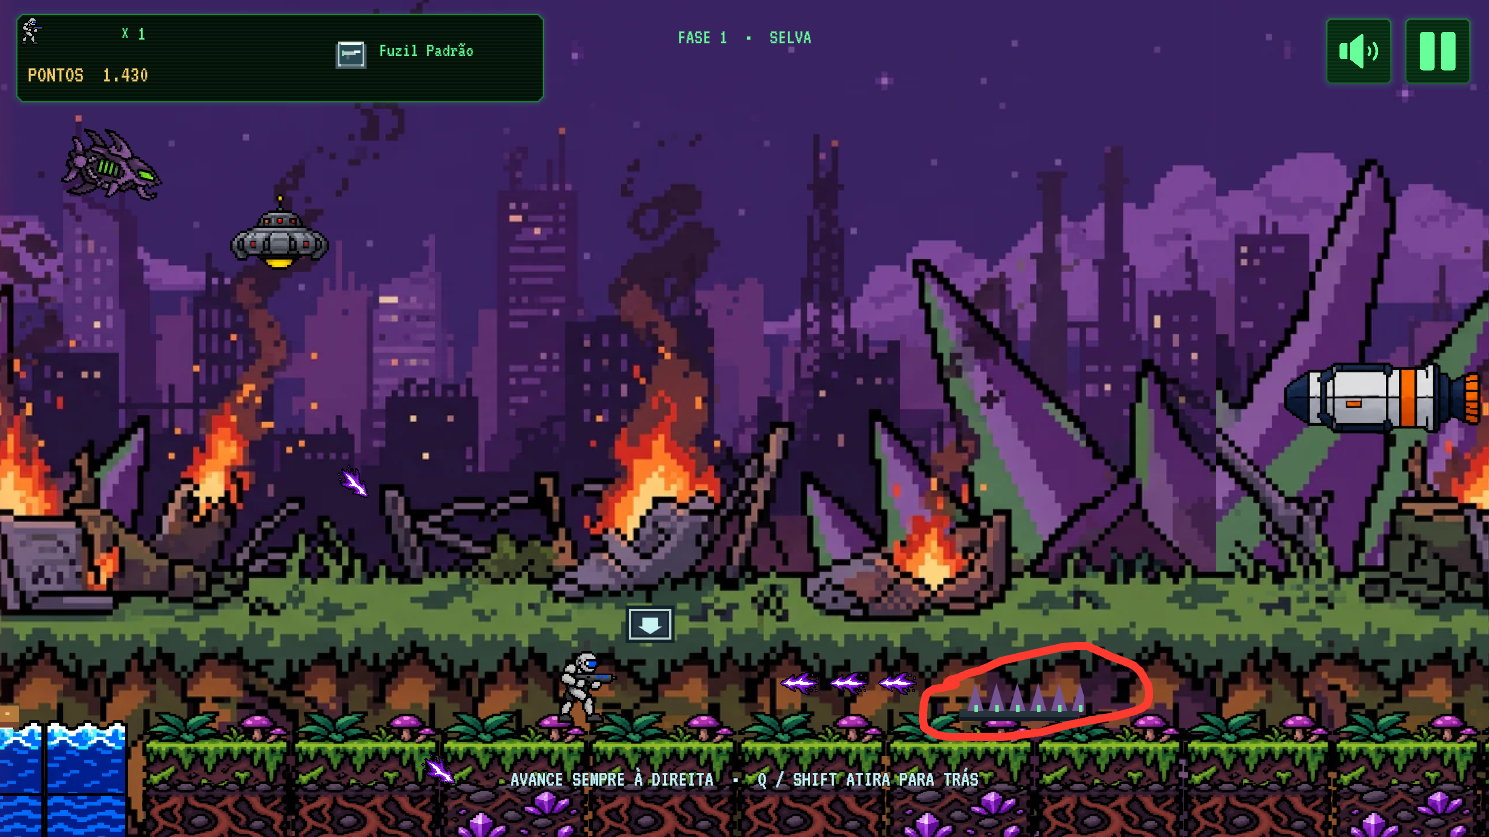 X 1
Fuzil Padrão
PONTOS 1.430
FASE 1 • SELVA
AVANCE SEMPRE À DIREITA • Q / SHIFT ATIRA PARA TRÁS